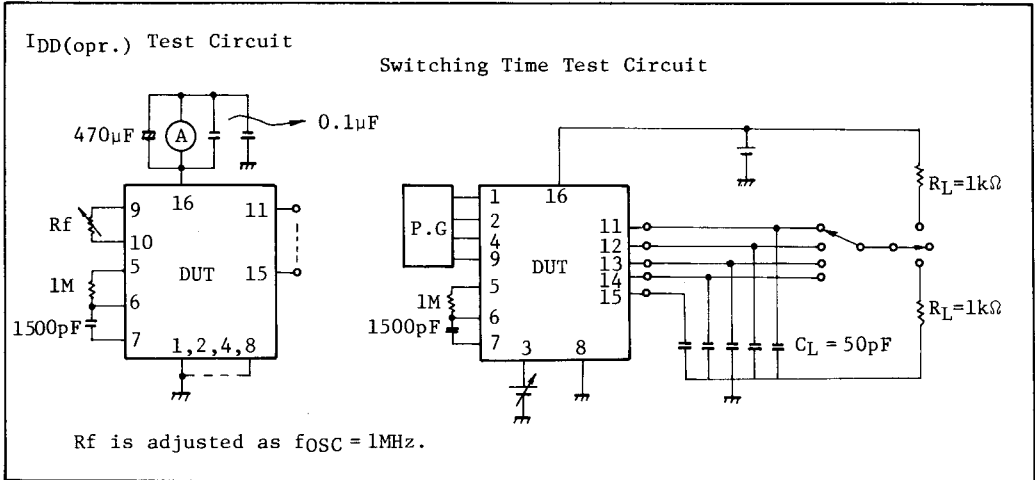 IDD(opr.) Test Circuit
Switching Time Test Circuit
470µF
A
0.1µF
16
9
11
Rf
10
5
DUT
15
1M
6
1500pF
7
1,2,4,8
Rf is adjusted as fOSC = 1MHz.
16
RL=1kΩ
1
P.G
2
11
4
12
9
DUT
13
5
14
15
1M
6
RL=1kΩ
1500pF
7
3
8
CL = 50pF